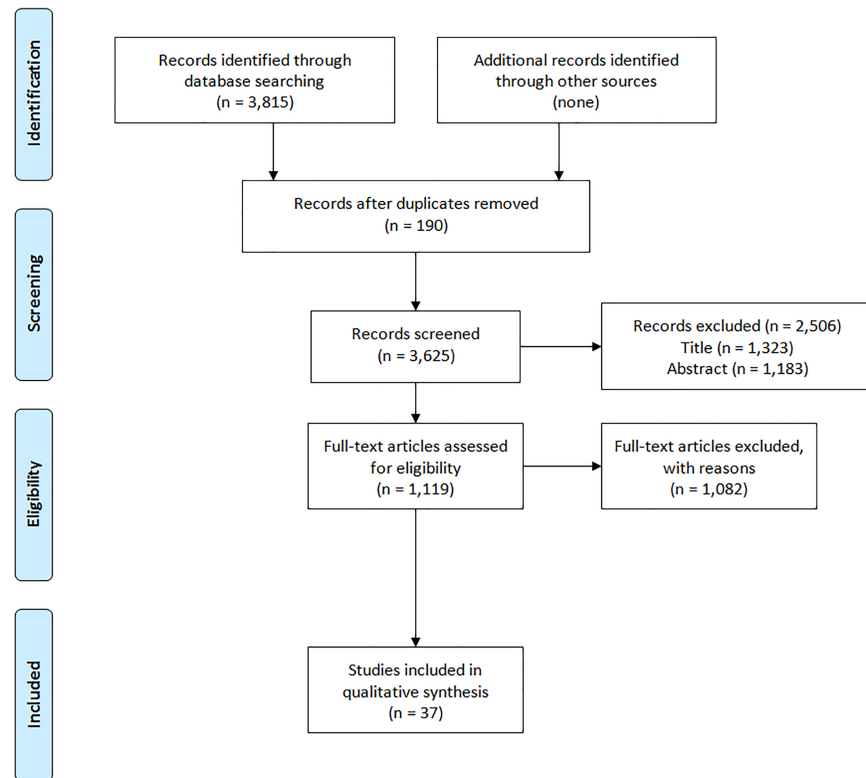 Identification
Records identified through
database searching
(n = 3,815)
Additional records identified
through other sources
(none)
Records after duplicates removed
(n = 190)
Screening
Records screened
(n = 3,625)
Records excluded (n = 2,506)
Title (n = 1,323)
Abstract (n = 1,183)
Eligibility
Full-text articles assessed
for eligibility
(n = 1,119)
Full-text articles excluded,
with reasons
(n = 1,082)
Included
Studies included in
qualitative synthesis
(n = 37)